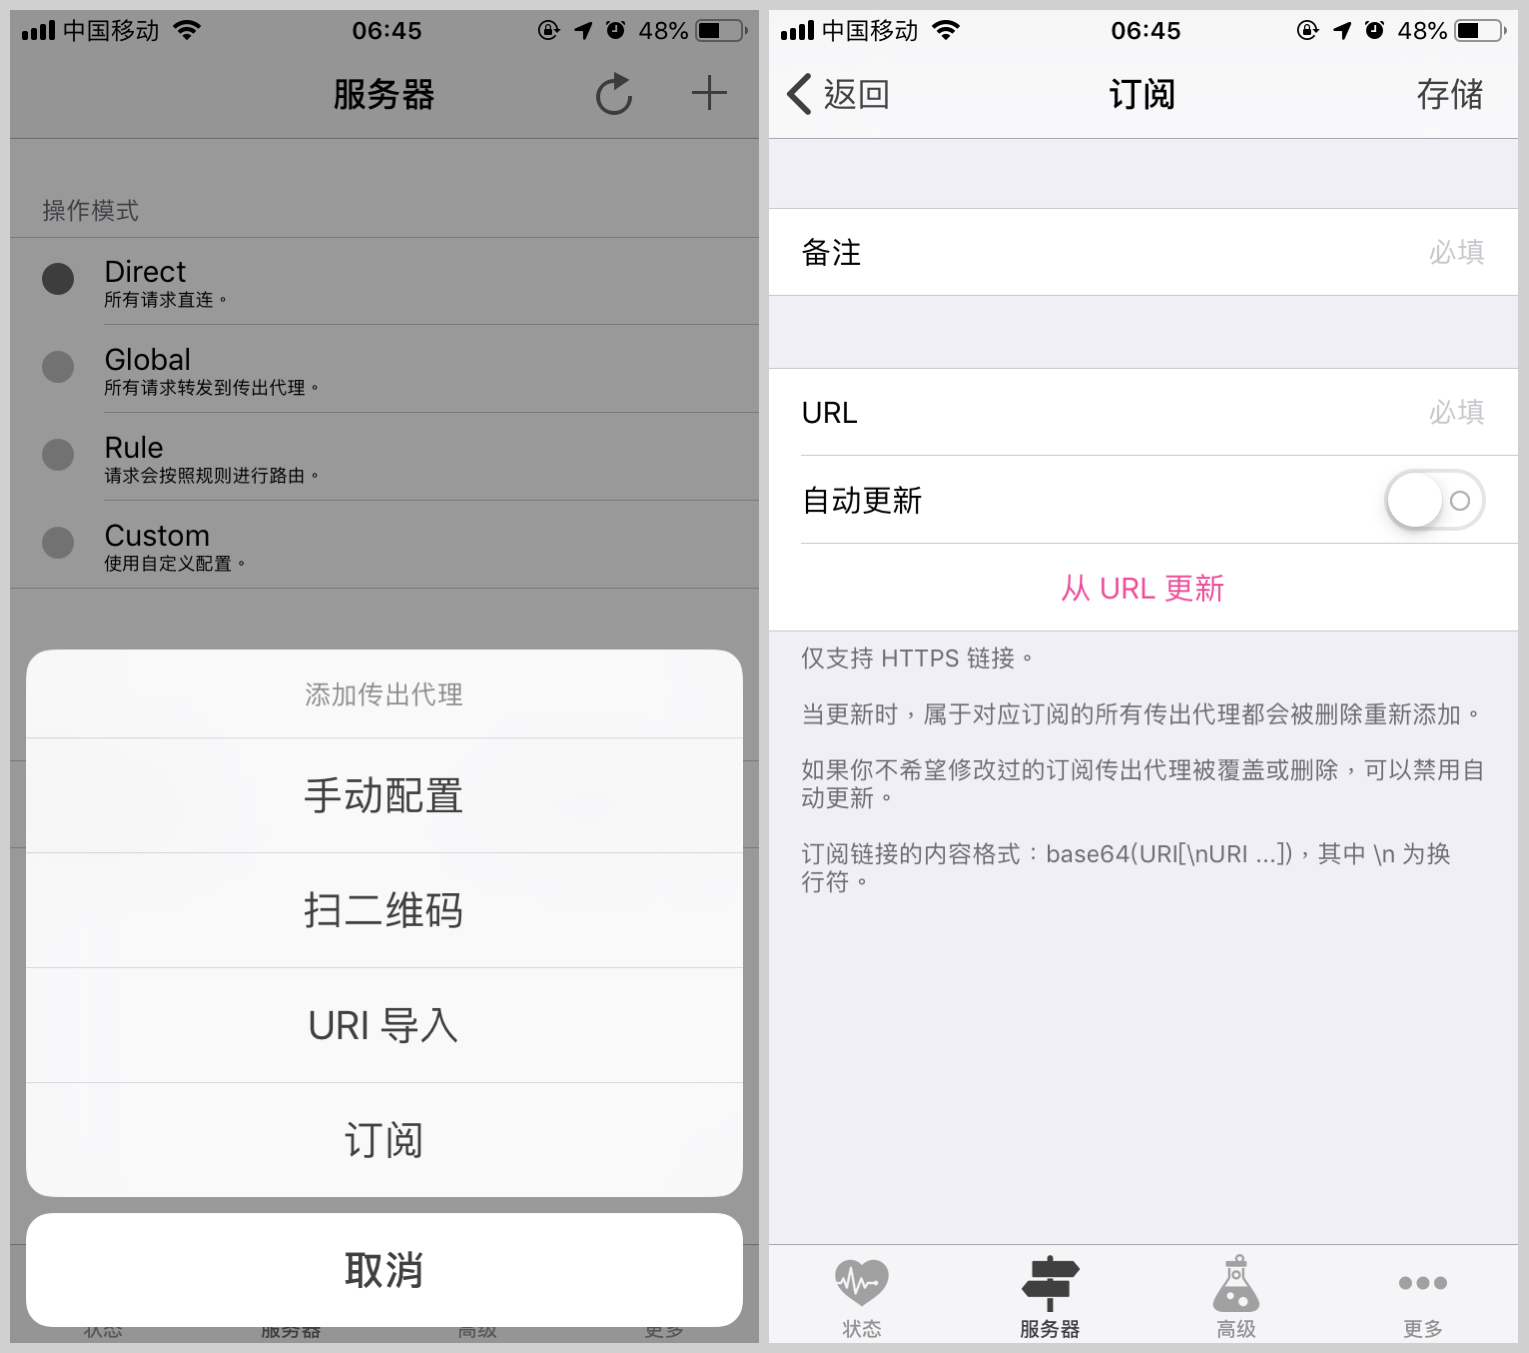 中国移动
06:45
48%
服务器
操作模式
Direct
所有请求直连。
Global
所有请求转发到传出代理。
Rule
请求会按照规则进行路由。
Custom
使用自定义配置。
添加传出代理
手动配置
扫二维码
URI 导入
订阅
取消
状态
服务器
高级
更多
中国移动
06:45
48%
返回
订阅
存储
备注
必填
URL
必填
自动更新
从 URL 更新
仅支持 HTTPS 链接。
当更新时，属于对应订阅的所有传出代理都会被删除重新添加。
如果你不希望修改过的订阅传出代理被覆盖或删除，可以禁用自
动更新。
订阅链接的内容格式：base64(URI[\nURI ...])，其中 \n 为换
行符。
状态
服务器
高级
更多